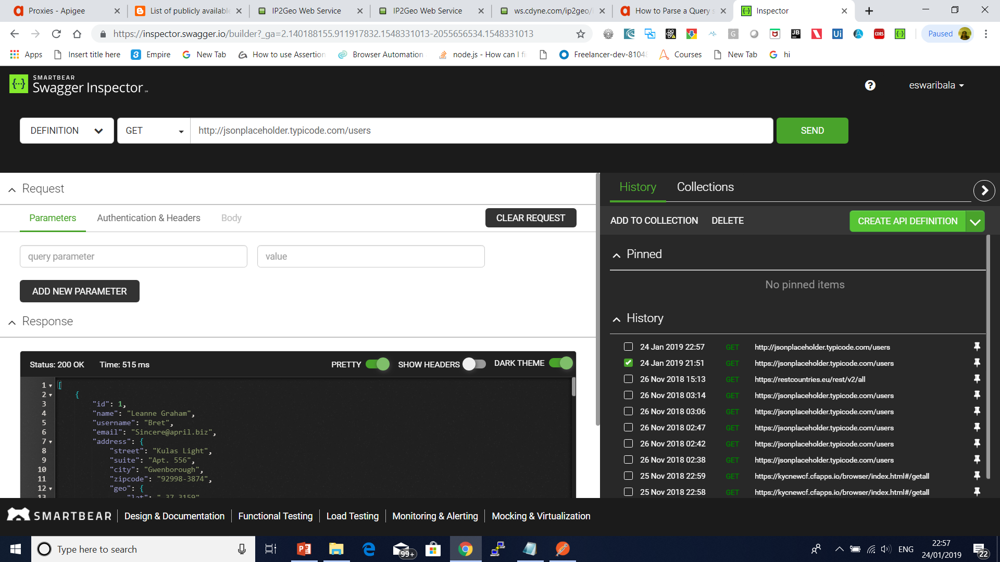 Proxies - Apigee
List of publicly available
IP2Geo Web Service
IP2Geo Web Service
ws.cdyne.com/ip2geo/i
How to Parse a Query s
Inspector
https://inspector.swagger.io/builder?_ga=2.140188155.911917832.1548331013-2055656534.1548331013
Paused
Apps
Insert title here
Empire
New Tab
How to use Assertion
Browser Automation
node.js - How can I fi
Freelancer-dev-81048
Courses
New Tab
hi
SMARTBEAR
Swagger Inspector
eswaribala
DEFINITION
GET
http://jsonplaceholder.typicode.com/users
SEND
Request
Parameters
Authentication & Headers
Body
CLEAR REQUEST
query parameter
value
ADD NEW PARAMETER
Response
Status: 200 OK
Time: 515 ms
PRETTY
SHOW HEADERS
DARK THEME
1 [
2 {
3 "id": 1,
4 "name": "Leanne Graham",
5 "username": "Bret",
6 "email": "Sincere@april.biz",
7 "address": {
8 "street": "Kulas Light",
9 "suite": "Apt. 556",
10 "city": "Gwenborough",
11 "zipcode": "92998-3874",
12 "geo": {
13 "lat": "-37.3159"
History
Collections
ADD TO COLLECTION
DELETE
CREATE API DEFINITION
Pinned
No pinned items
History
24 Jan 2019 22:57 GET http://jsonplaceholder.typicode.com/users
24 Jan 2019 21:51 GET https://jsonplaceholder.typicode.com/users
26 Nov 2018 15:13 GET https://restcountries.eu/rest/v2/all
26 Nov 2018 03:14 GET https://jsonplaceholder.typicode.com/users
26 Nov 2018 03:06 GET https://jsonplaceholder.typicode.com/users
26 Nov 2018 02:47 GET https://jsonplaceholder.typicode.com/users
26 Nov 2018 02:42 GET https://jsonplaceholder.typicode.com/users
26 Nov 2018 02:38 GET https://jsonplaceholder.typicode.com/users
25 Nov 2018 22:59 GET https://kycnewcf.cfapps.io/browser/index.html#/getall
25 Nov 2018 22:58 GET https://kycnewcf.cfapps.io/browser/index.html#/getall
SMARTBEAR
Design & Documentation
Functional Testing
Load Testing
Monitoring & Alerting
Mocking & Virtualization
Type here to search
99+
ENG
22:57
24/01/2019
22